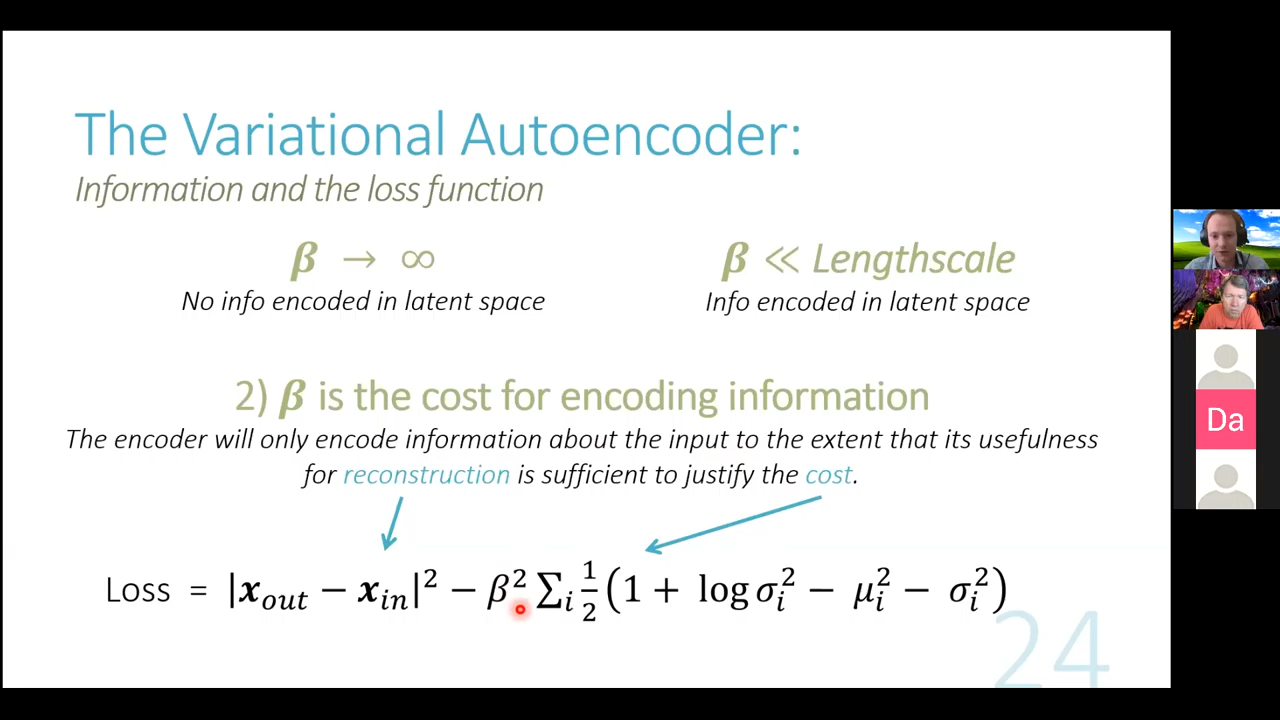 The Variational Autoencoder:
Information and the loss function
β → ∞
β ≪ Lengthscale
No info encoded in latent space
Info encoded in latent space
2) β is the cost for encoding information
The encoder will only encode information about the input to the extent that its usefulness
for reconstruction is sufficient to justify the cost.
Loss = |x_out − x_in|² − β² ∑_i ½ (1 + log σ_i² − μ_i² − σ_i²)
24
Da